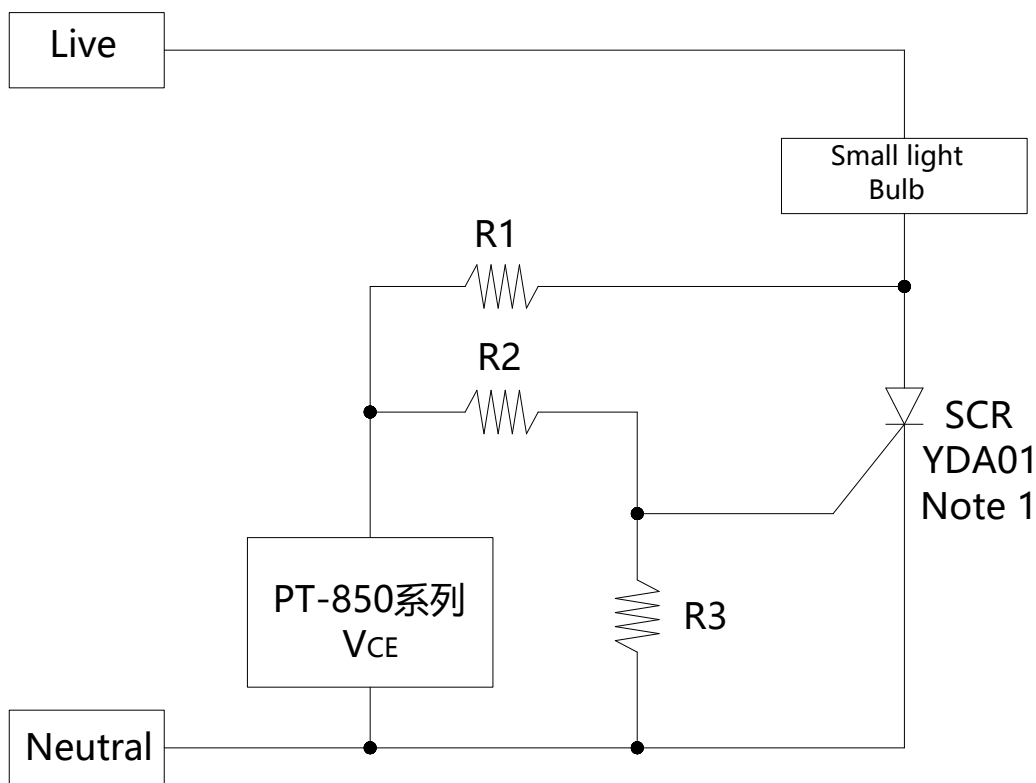 Live
Small light
Bulb
R1
R2
SCR
YDA01
Note 1
PT-850系列
VCE
R3
Neutral